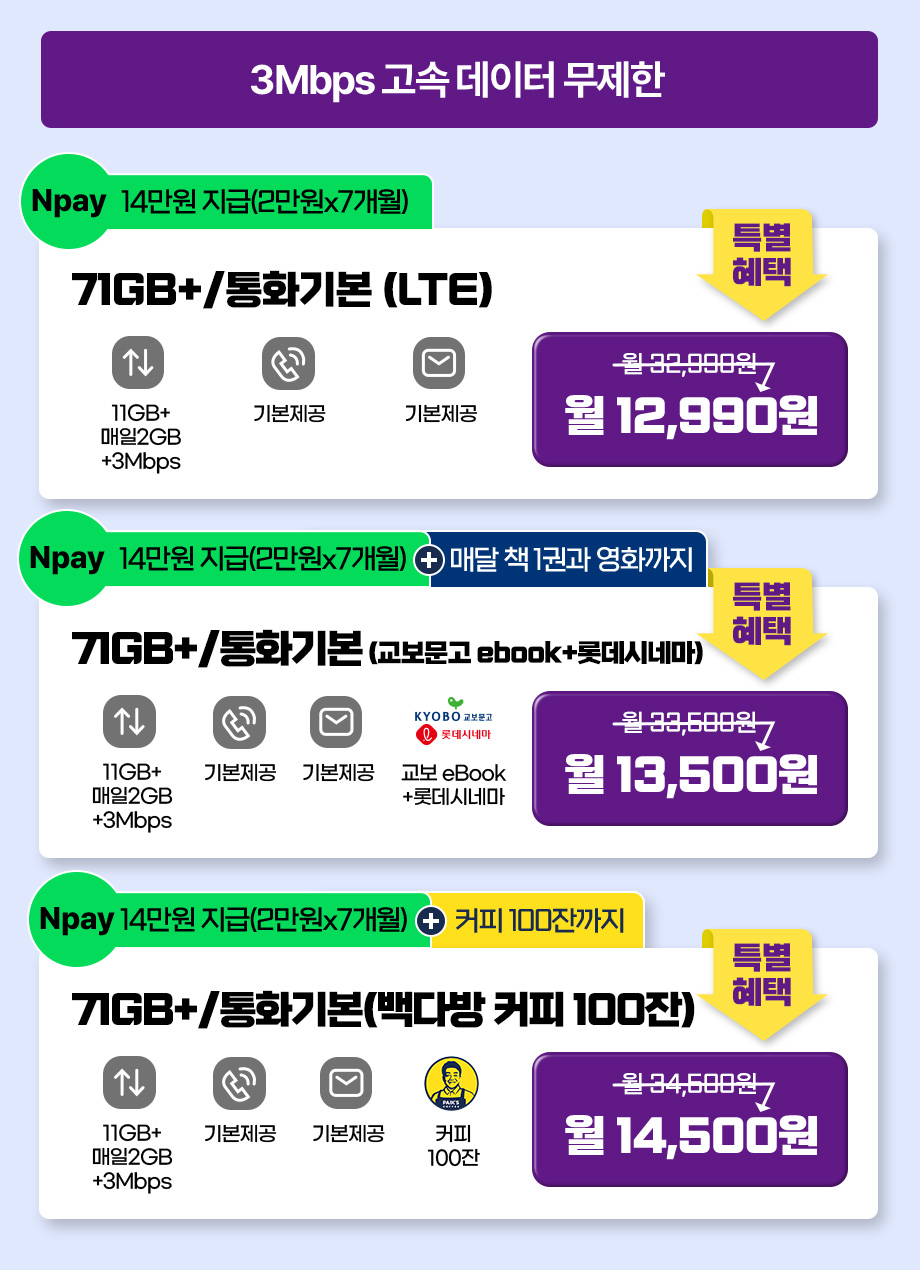 3Mbps 고속 데이터 무제한
Npay 14만원 지급(2만원x7개월)
특별
혜택
71GB+/통화기본 (LTE)
월 32,990원
월 12,990원
11GB+
매일2GB
+3Mbps
기본제공
기본제공
Npay 14만원 지급(2만원x7개월) + 매달 책 1권과 영화까지
특별
혜택
71GB+/통화기본 (교보문고 ebook+롯데시네마)
KYOBO 교보문고
롯데시네마
월 33,500원
월 13,500원
11GB+
매일2GB
+3Mbps
기본제공
기본제공
교보 eBook
+롯데시네마
Npay 14만원 지급(2만원x7개월) + 커피 100잔까지
특별
혜택
71GB+/통화기본(백다방 커피 100잔)
PAIK'S
COFFEE
월 34,500원
월 14,500원
11GB+
매일2GB
+3Mbps
기본제공
기본제공
커피
100잔